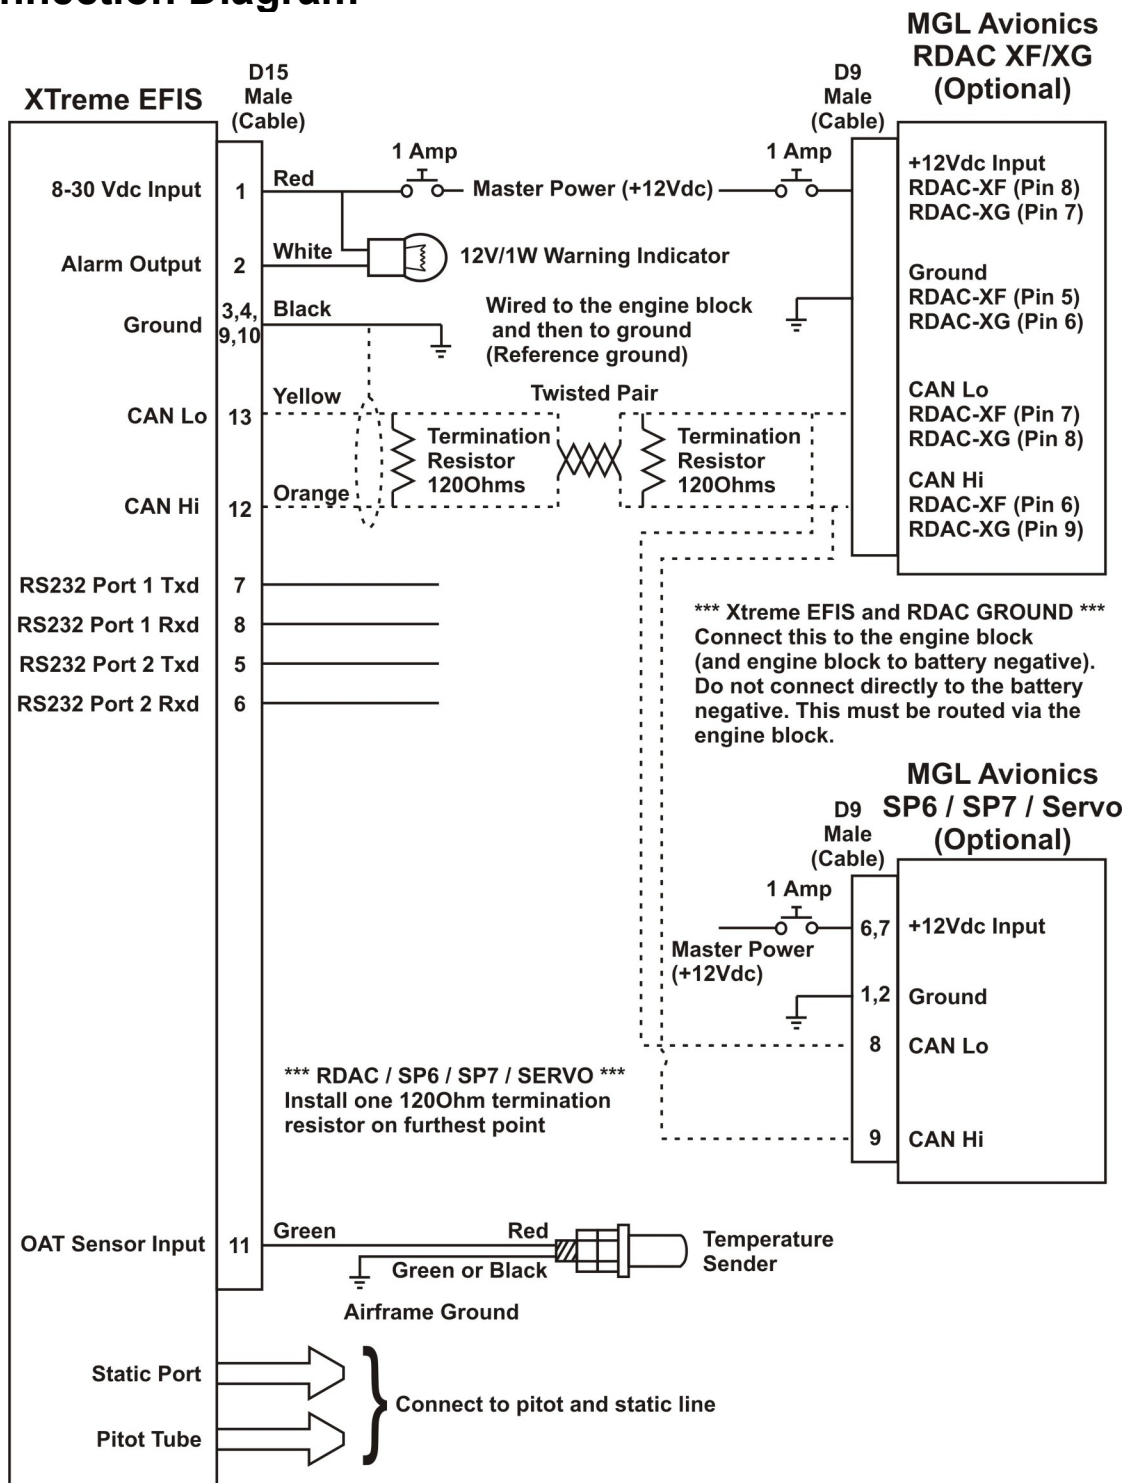 MGL Avionics
RDAC XF/XG
(Optional)
XTreme EFIS
D15
Male
(Cable)
D9
Male
(Cable)
8-30 Vdc Input
1
Red
1 Amp
Master Power (+12Vdc)
1 Amp
+12Vdc Input
RDAC-XF (Pin 8)
RDAC-XG (Pin 7)
Alarm Output
2
White
12V/1W Warning Indicator
Ground
3,4,
9,10
Black
Wired to the engine block
and then to ground
(Reference ground)
Ground
RDAC-XF (Pin 5)
RDAC-XG (Pin 6)
CAN Lo
13
Yellow
Twisted Pair
Termination
Resistor
120Ohms
Termination
Resistor
120Ohms
CAN Lo
RDAC-XF (Pin 7)
RDAC-XG (Pin 8)
CAN Hi
12
Orange
CAN Hi
RDAC-XF (Pin 6)
RDAC-XG (Pin 9)
RS232 Port 1 Txd
7
RS232 Port 1 Rxd
8
RS232 Port 2 Txd
5
RS232 Port 2 Rxd
6
*** Xtreme EFIS and RDAC GROUND ***
Connect this to the engine block
(and engine block to battery negative).
Do not connect directly to the battery
negative. This must be routed via the
engine block.
MGL Avionics
SP6 / SP7 / Servo
(Optional)
D9
Male
(Cable)
1 Amp
Master Power
(+12Vdc)
6,7
+12Vdc Input
1,2
Ground
8
CAN Lo
9
CAN Hi
*** RDAC / SP6 / SP7 / SERVO ***
Install one 120Ohm termination
resistor on furthest point
OAT Sensor Input
11
Green
Red
Green or Black
Temperature
Sender
Airframe Ground
Static Port
Pitot Tube
Connect to pitot and static line